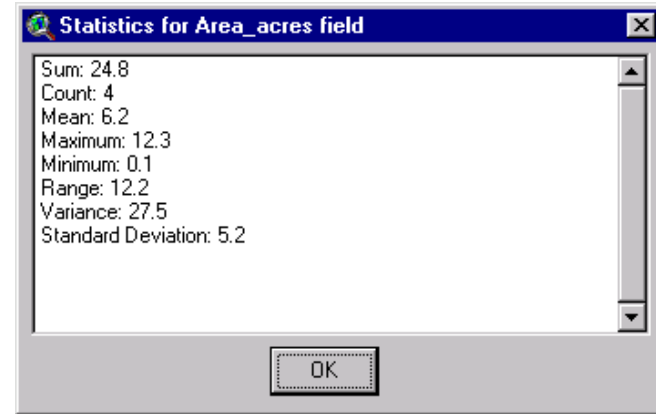 Statistics for Area_acres field
Sum: 24.8
Count: 4
Mean: 6.2
Maximum: 12.3
Minimum: 0.1
Range: 12.2
Variance: 27.5
Standard Deviation: 5.2
OK